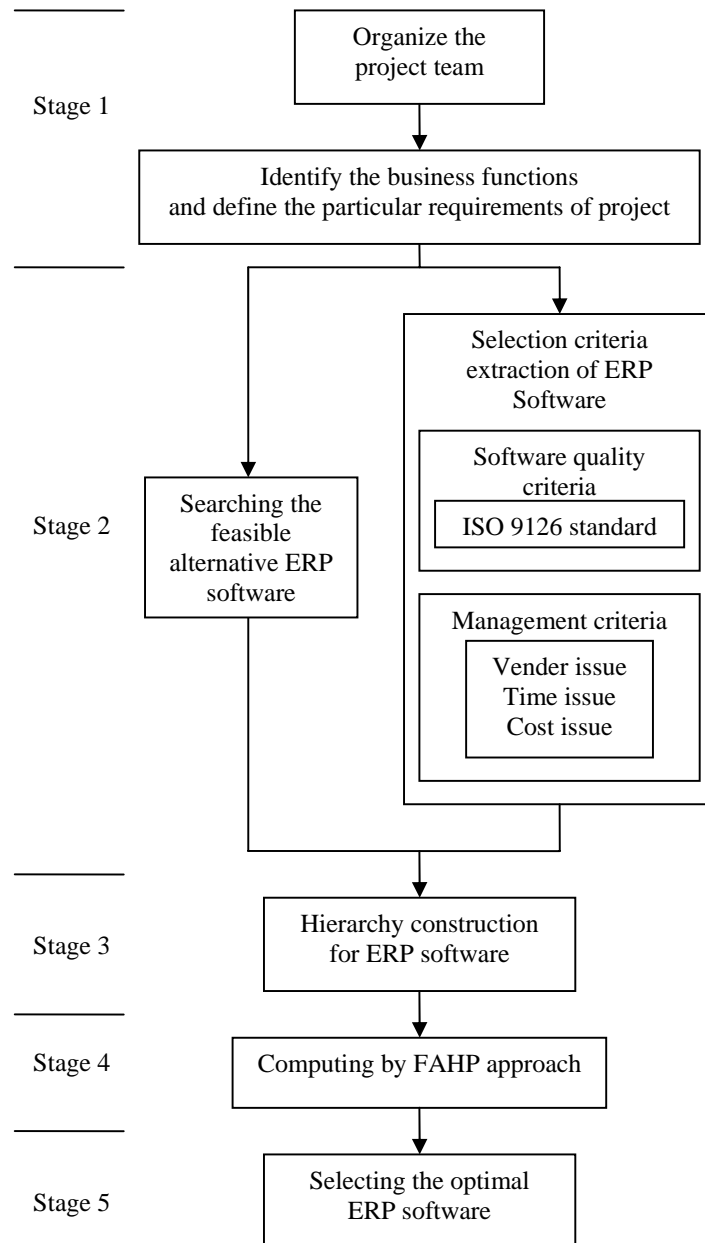 Organize the
project team
Stage 1
Identify the business functions
and define the particular requirements of project
Selection criteria
extraction of ERP
Software
Software quality
criteria
ISO 9126 standard
Searching the
feasible
alternative ERP
software
Stage 2
Management criteria
Vender issue
Time issue
Cost issue
Hierarchy construction
for ERP software
Stage 3
Computing by FAHP approach
Stage 4
Selecting the optimal
ERP software
Stage 5